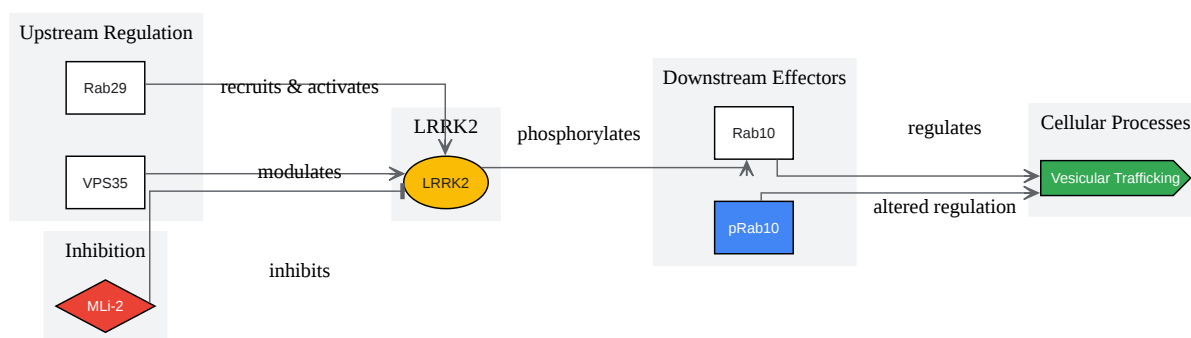 Upstream Regulation
Rab29
recruits & activates
VPS35
modulates
Inhibition
MLi-2
inhibits
LRRK2
LRRK2
phosphorylates
Downstream Effectors
Rab10
pRab10
regulates
altered regulation
Cellular Processes
Vesicular Trafficking